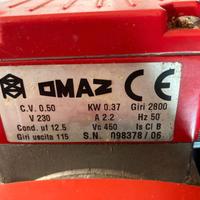 OMAZ CE
C.V. 0.50 KW 0.37 Giri 2800
V 230 A 2.2 Hz 50
Cond. µf 12.5 Vc 450 Is Cl B
Giri uscita 115 S.N. 098378/06